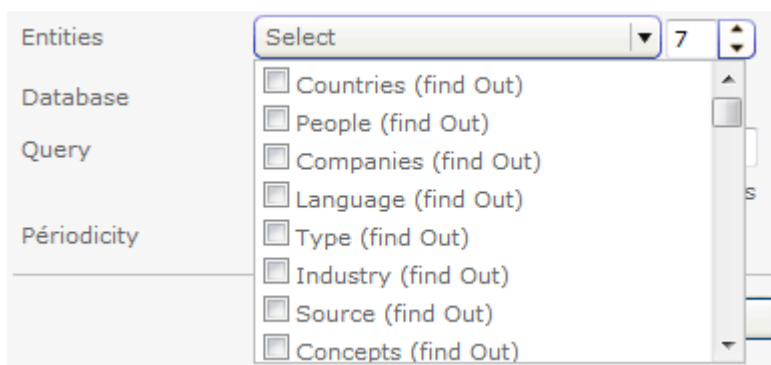 Entities Select 7
Countries (find Out)
Database
People (find Out)
Query
Companies (find Out)
Language (find Out)
s
Périodicity
Type (find Out)
Industry (find Out)
Source (find Out)
Concepts (find Out)